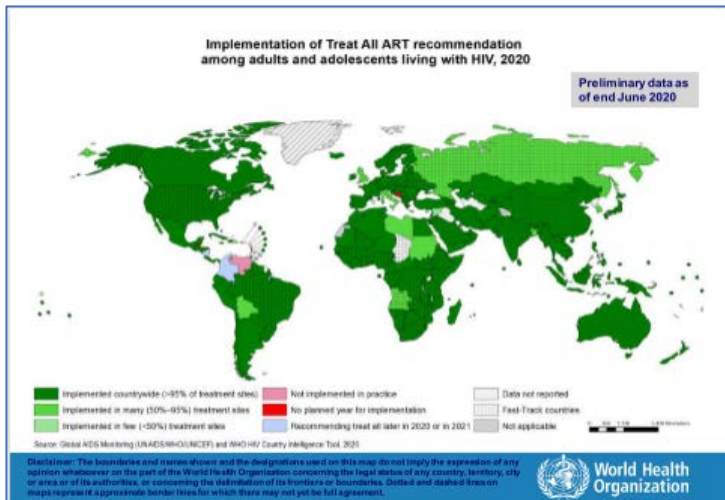 Implementation of Treat All ART recommendation
among adults and adolescents living with HIV, 2020
Preliminary data as
of end June 2020
Implemented countrywide (>95% of treatment sites)
Implemented in many (50%–95%) treatment sites
Implemented in few (<50%) treatment sites
Not implemented in practice
No planned year for implementation
Recommending treat all later in 2020 or in 2021
Data not reported
Fast-Track countries
Not applicable
Source: Global AIDS Monitoring (UNAIDS/WHO/UNICEF) and WHO HIV Country Intelligence Tool, 2020
Disclaimer: The boundaries and names shown and the designations used on this map do not imply the expression of any
opinion whatsoever on the part of the World Health Organization concerning the legal status of any country, territory, city
or area or of its authorities, or concerning the delimitation of its frontiers or boundaries. Dotted and dashed lines on
maps represent approximate border lines for which there may not yet be full agreement.
World Health
Organization